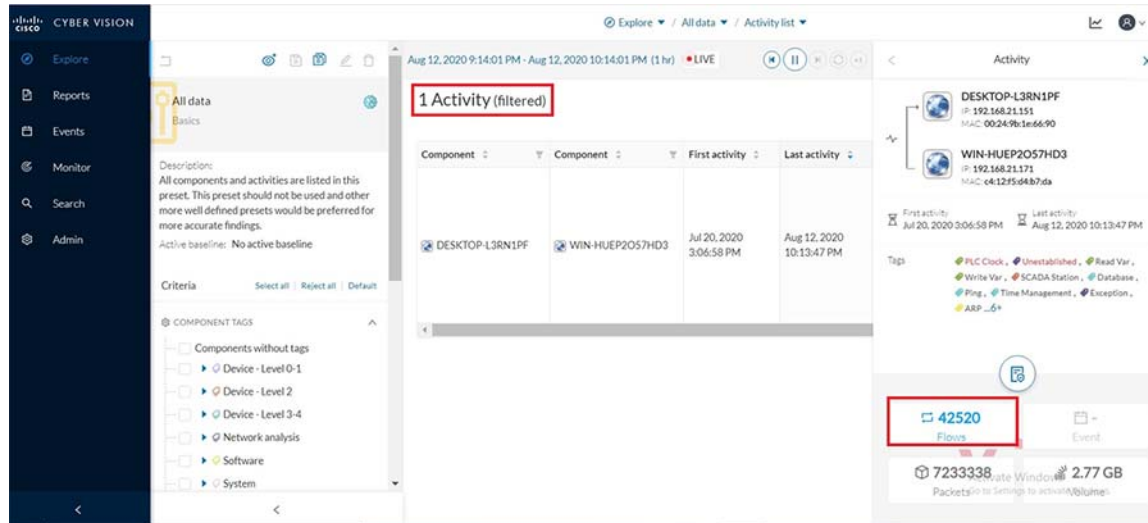 CISCO CYBER VISION
Explore / All data / Activity list
Explore
Reports
Events
Monitor
Search
Admin
All data
Basics
Description:
All components and activities are listed in this
preset. This preset should not be used and other
more well defined presets would be preferred for
more accurate findings.
Active baseline: No active baseline
Criteria Select all Reject all Default
COMPONENT TAGS
Components without tags
Device - Level 0-1
Device - Level 2
Device - Level 3-4
Network analysis
Software
System
Aug 12, 2020 9:14:01 PM - Aug 12, 2020 10:14:01 PM (1 hr) LIVE
1 Activity (filtered)
Component Component First activity Last activity
DESKTOP-L3RN1PF WIN-HUEP2O57HD3 Jul 20, 2020 3:06:58 PM Aug 12, 2020 10:13:47 PM
Activity
DESKTOP-L3RN1PF
IP: 192.168.21.151
MAC: 00:24:9b:1e:66:90
WIN-HUEP2O57HD3
IP: 192.168.21.171
MAC: c4:12:f5:d4:b7:da
First activity Last activity
Jul 20, 2020 3:06:58 PM Aug 12, 2020 10:13:47 PM
Tags PLC Clock, Unestablished, Read Var,
Write Var, SCADA Station, Database,
Ping, Time Management, Exception,
ARP ...6+
42520 -
Flows Event
7233338 2.77 GB
Packets Volume
Activate Windows
Go to Settings to activate